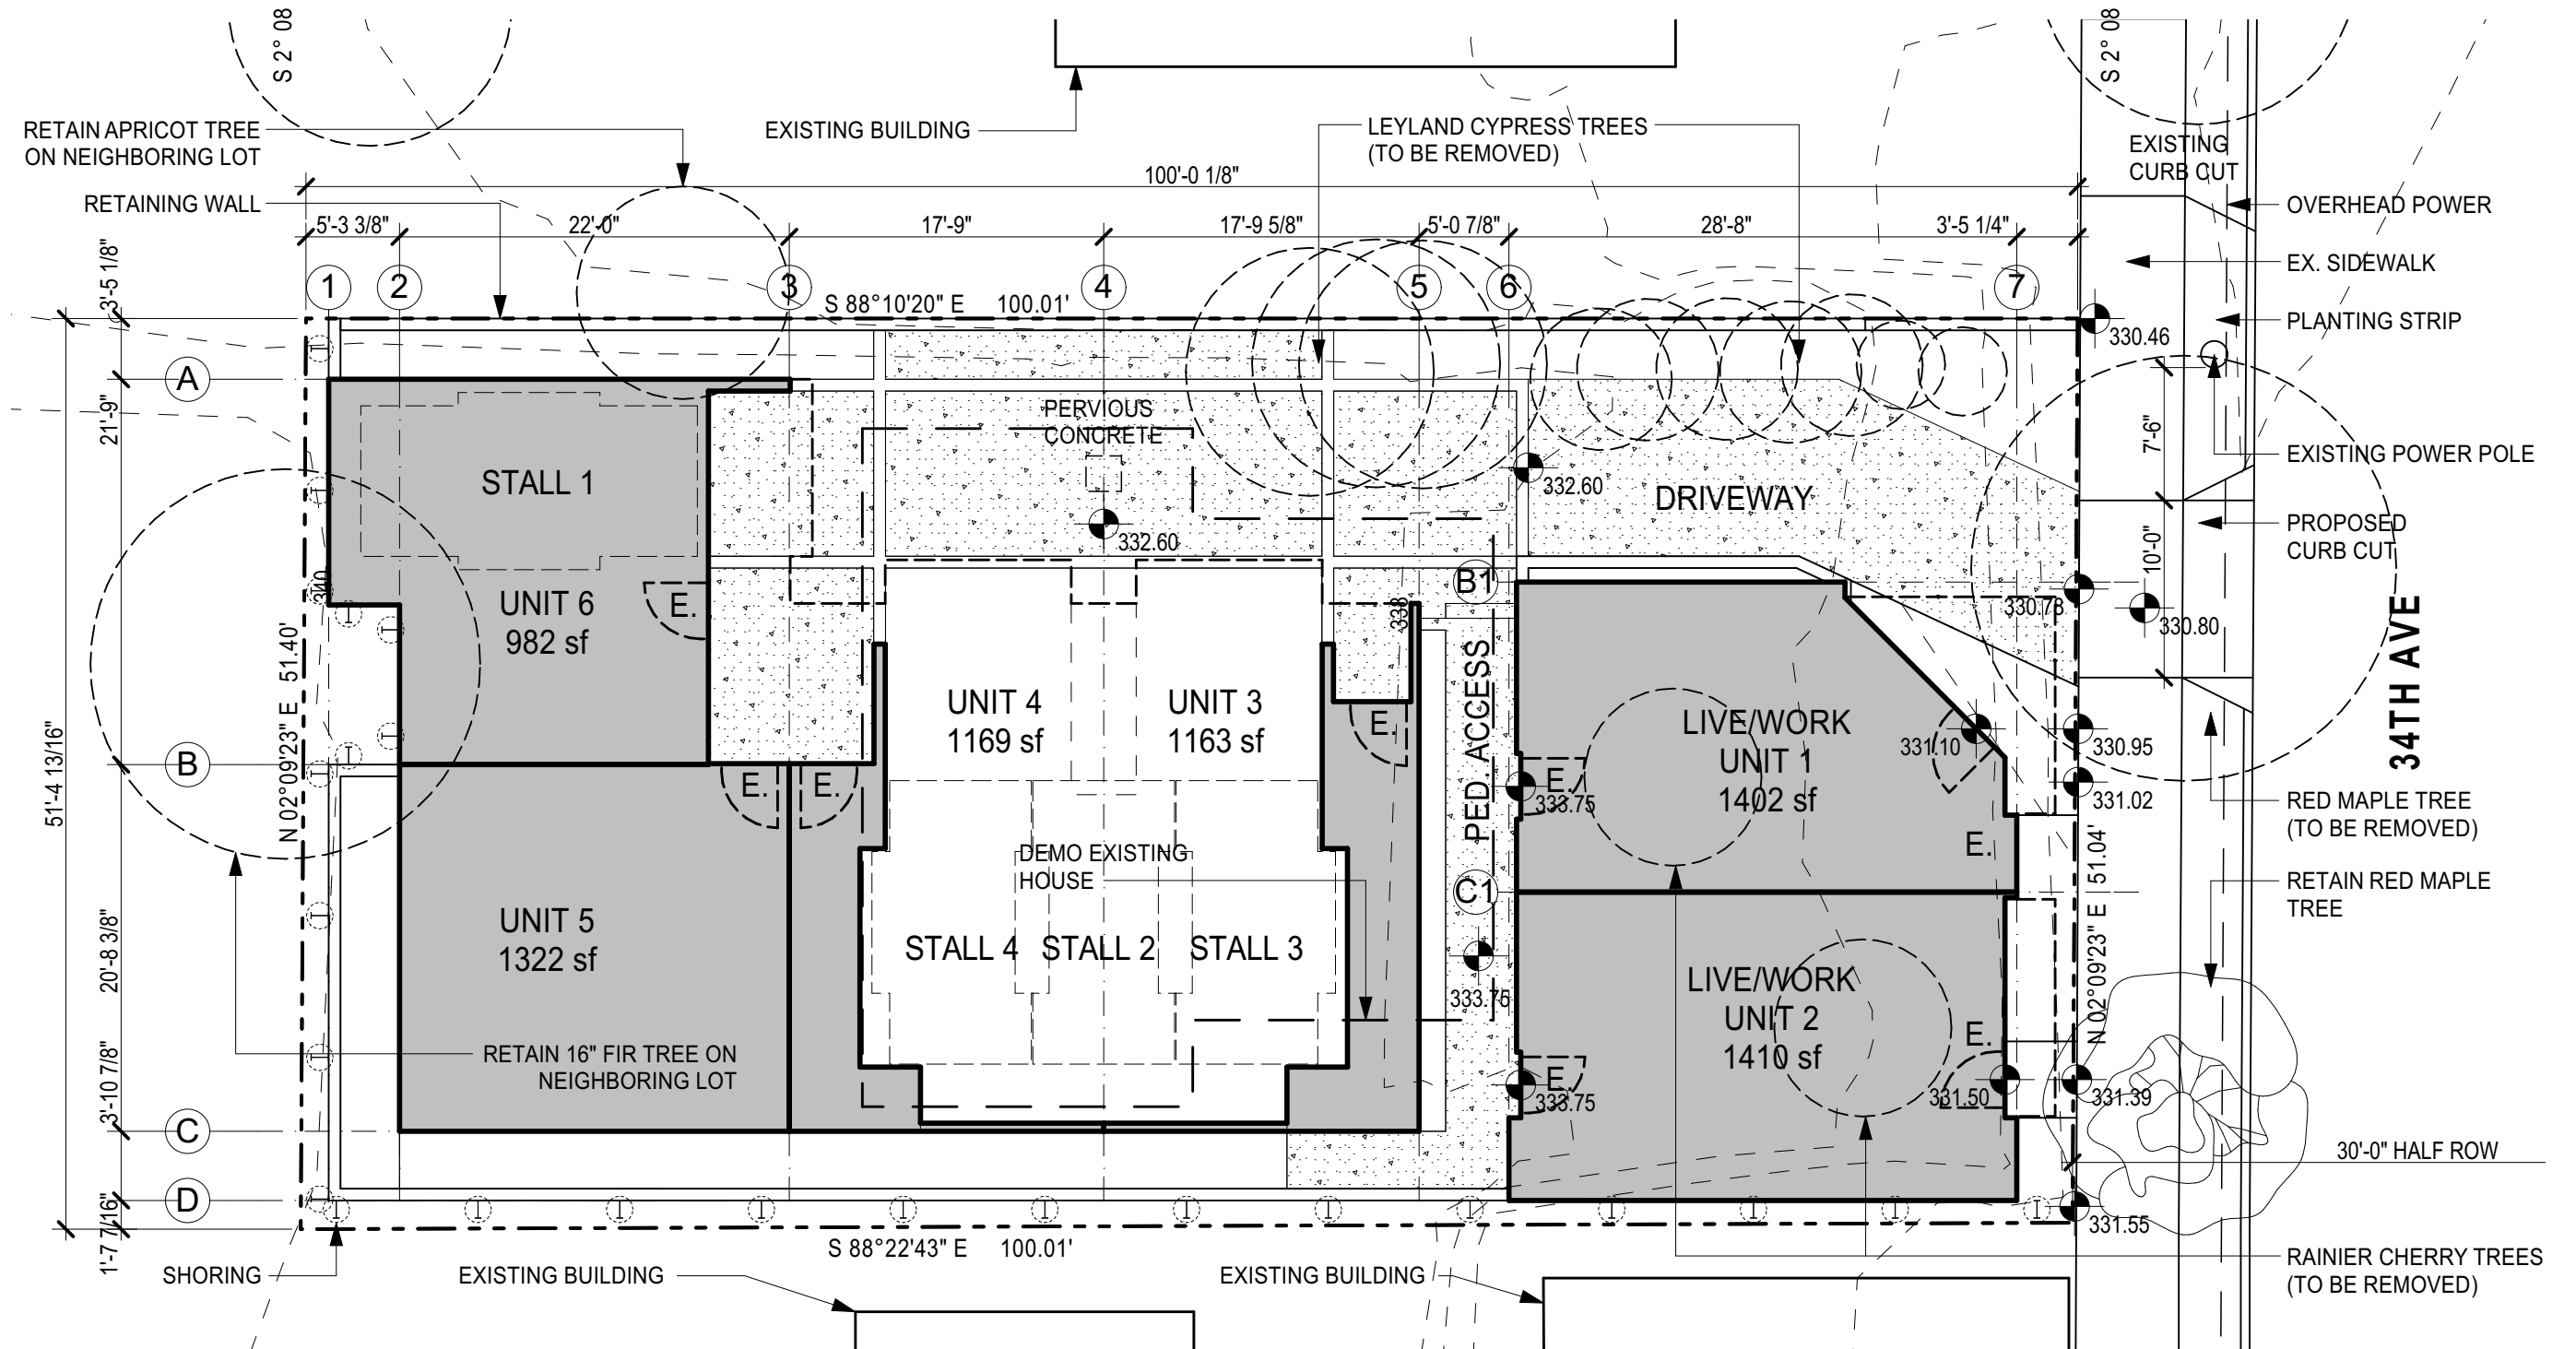 S 2° 08
S 2° 08
RETAIN APRICOT TREE
ON NEIGHBORING LOT
EXISTING BUILDING
LEYLAND CYPRESS TREES
(TO BE REMOVED)
EXISTING
CURB CUT
RETAINING WALL
100'-0 1/8"
OVERHEAD POWER
5'-3 3/8"
22'-0"
17'-9"
17'-9 5/8"
5'-0 7/8"
28'-8"
3'-5 1/4"
EX. SIDEWALK
3'-5 1/8"
1
2
3
4
5
6
7
S 88°10'20" E 100.01'
PLANTING STRIP
330.46
A
21'-9"
PERVIOUS
CONCRETE
7'-6"
EXISTING POWER POLE
STALL 1
332.60
DRIVEWAY
332.60
PROPOSED
CURB CUT
10'-0"
340
338
B1
UNIT 6
982 sf
E.
330.78
330.80
34TH AVE
N 02°09'23" E 51.40'
UNIT 4
1169 sf
UNIT 3
1163 sf
E.
PED. ACCESS
LIVE/WORK
UNIT 1
1402 sf
331.10
330.95
B
51'-4 13/16"
E.
E.
E.
333.75
331.02
RED MAPLE TREE
(TO BE REMOVED)
E.
DEMO EXISTING
HOUSE
C1
RETAIN RED MAPLE
TREE
N 02°09'23" E 51.04'
UNIT 5
1322 sf
20'-8 3/8"
STALL 4
STALL 2
STALL 3
333.75
LIVE/WORK
UNIT 2
1410 sf
E.
RETAIN 16" FIR TREE ON
NEIGHBORING LOT
3'-10 7/8"
E.
333.75
331.50
331.39
C
30'-0" HALF ROW
D
1'-7 7/16"
331.55
S 88°22'43" E 100.01'
SHORING
EXISTING BUILDING
EXISTING BUILDING
RAINIER CHERRY TREES
(TO BE REMOVED)